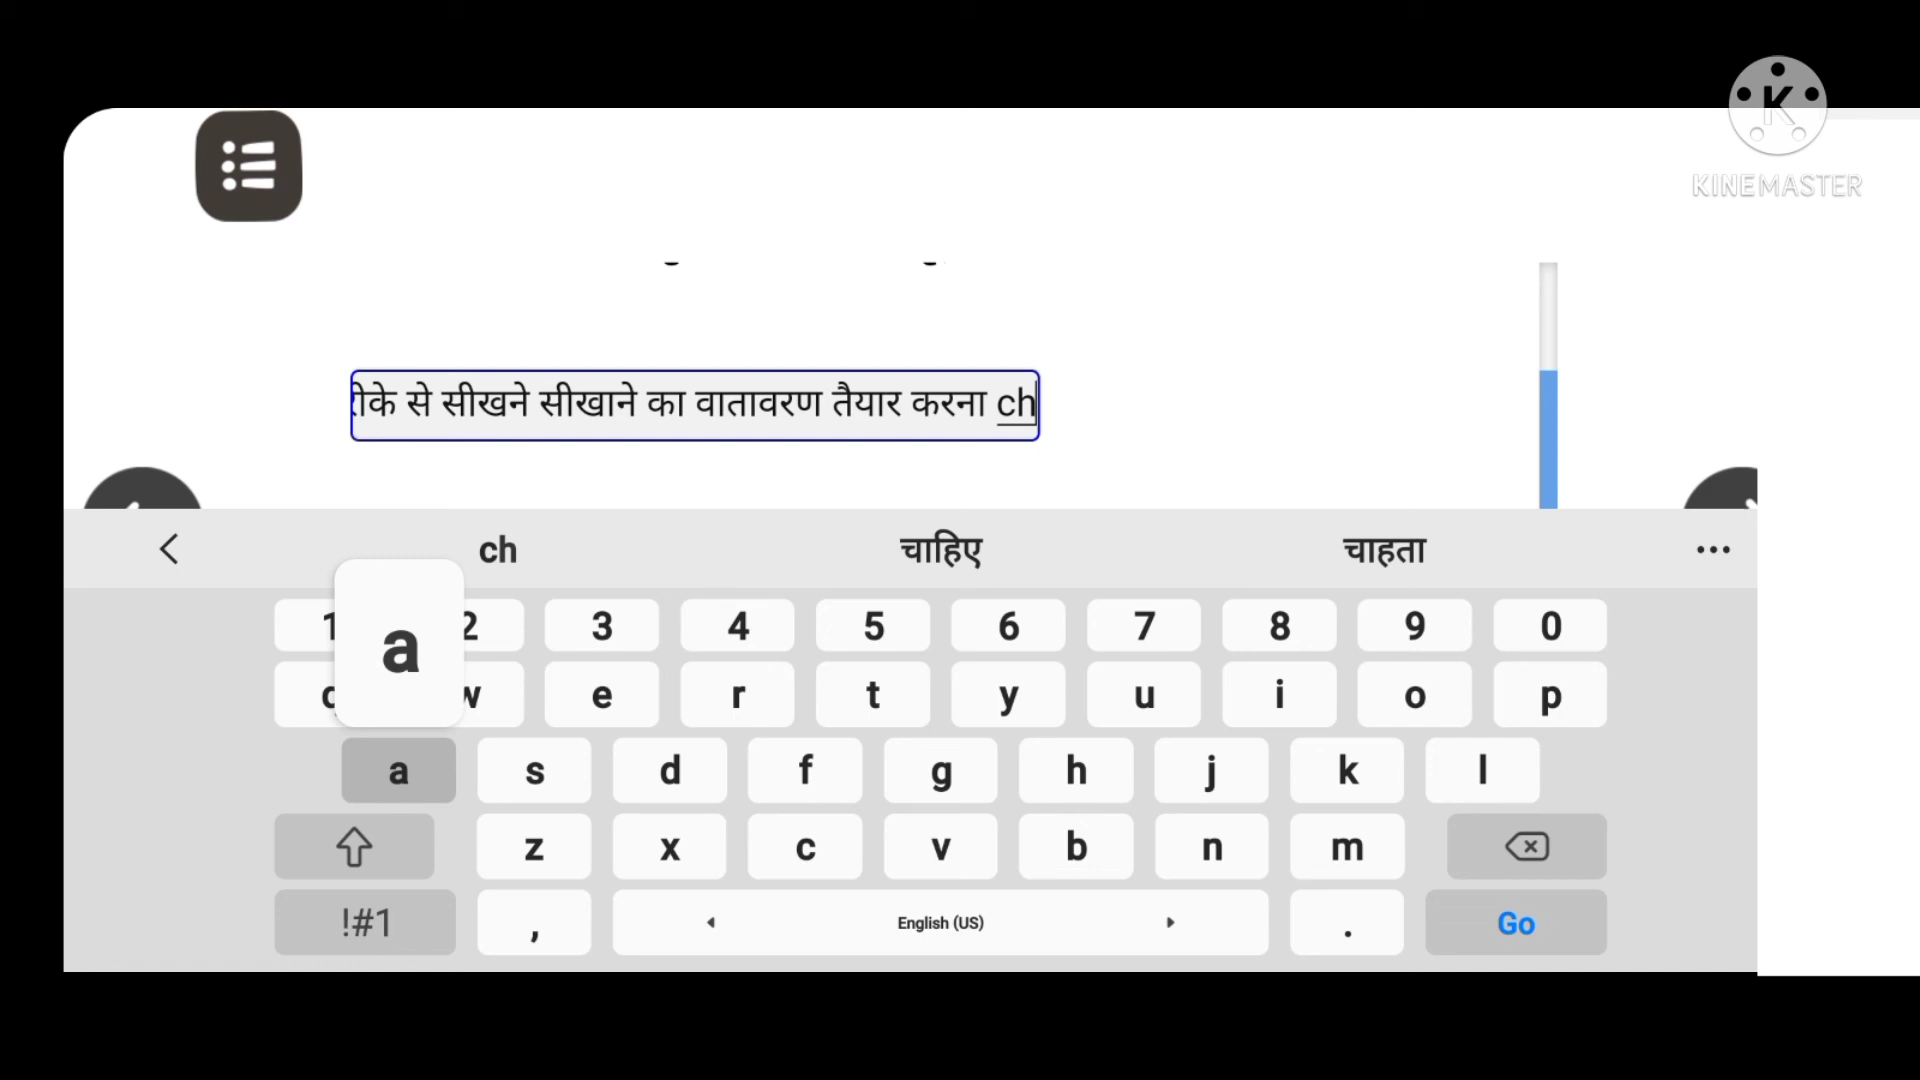 K
KINEMASTER
के से सीखने सीखाने का वातावरण तैयार करना ch
ch चाहिए चाहता
a
2 3 4 5 6 7 8 9 0
w e r t y u i o p
a s d f g h j k l
z x c v b n m
!#1 , English (US) . Go